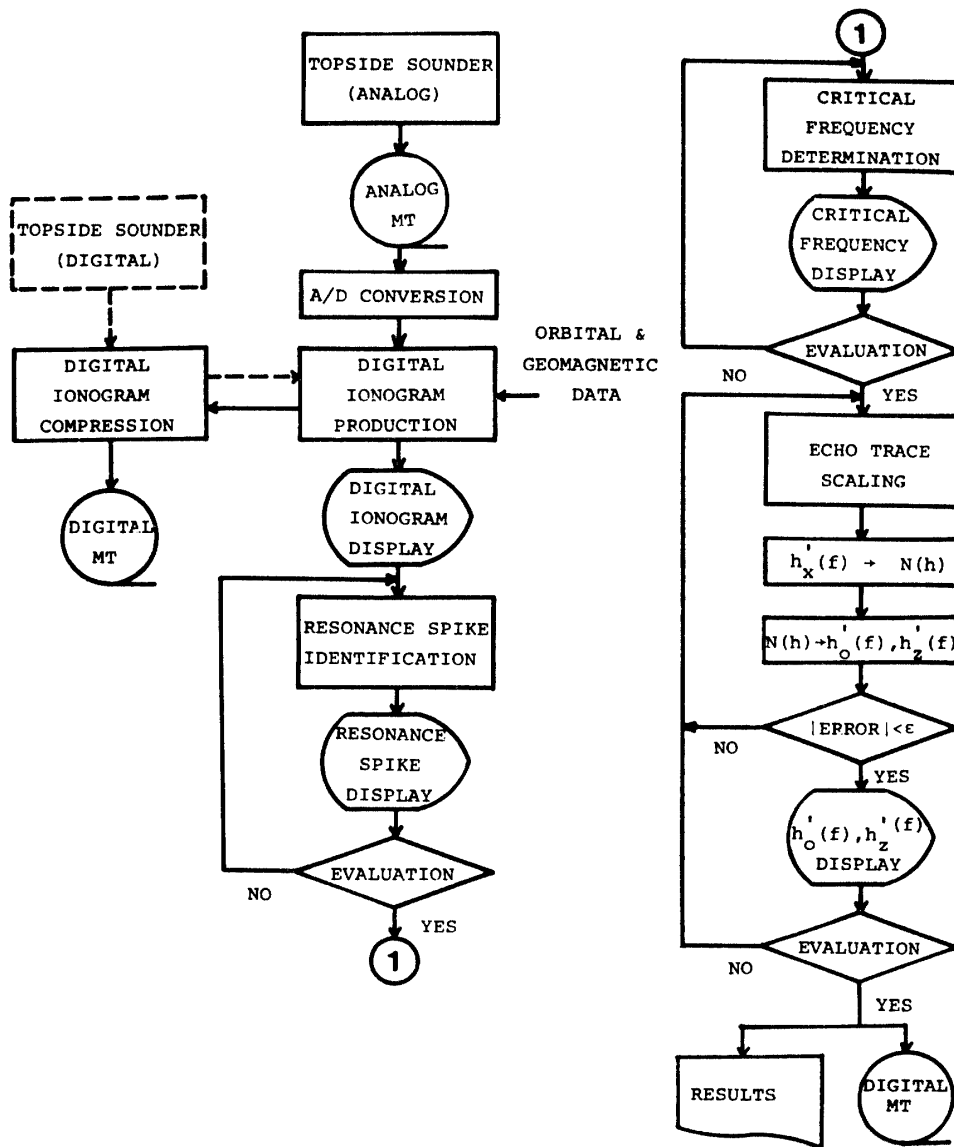 TOPSIDE SOUNDER
(ANALOG)
ANALOG
MT
TOPSIDE SOUNDER
(DIGITAL)
A/D CONVERSION
DIGITAL
IONOGRAM
COMPRESSION
DIGITAL
IONOGRAM
PRODUCTION
ORBITAL &
GEOMAGNETIC
DATA
DIGITAL
MT
DIGITAL
IONOGRAM
DISPLAY
RESONANCE SPIKE
IDENTIFICATION
RESONANCE
SPIKE
DISPLAY
EVALUATION
NO
YES
1
1
CRITICAL
FREQUENCY
DETERMINATION
CRITICAL
FREQUENCY
DISPLAY
EVALUATION
NO
YES
ECHO TRACE
SCALING
h'x(f) → N(h)
N(h)→h'o(f),h'z(f)
|ERROR|<ε
NO
YES
h'o(f),h'z(f)
DISPLAY
EVALUATION
NO
YES
RESULTS
DIGITAL
MT